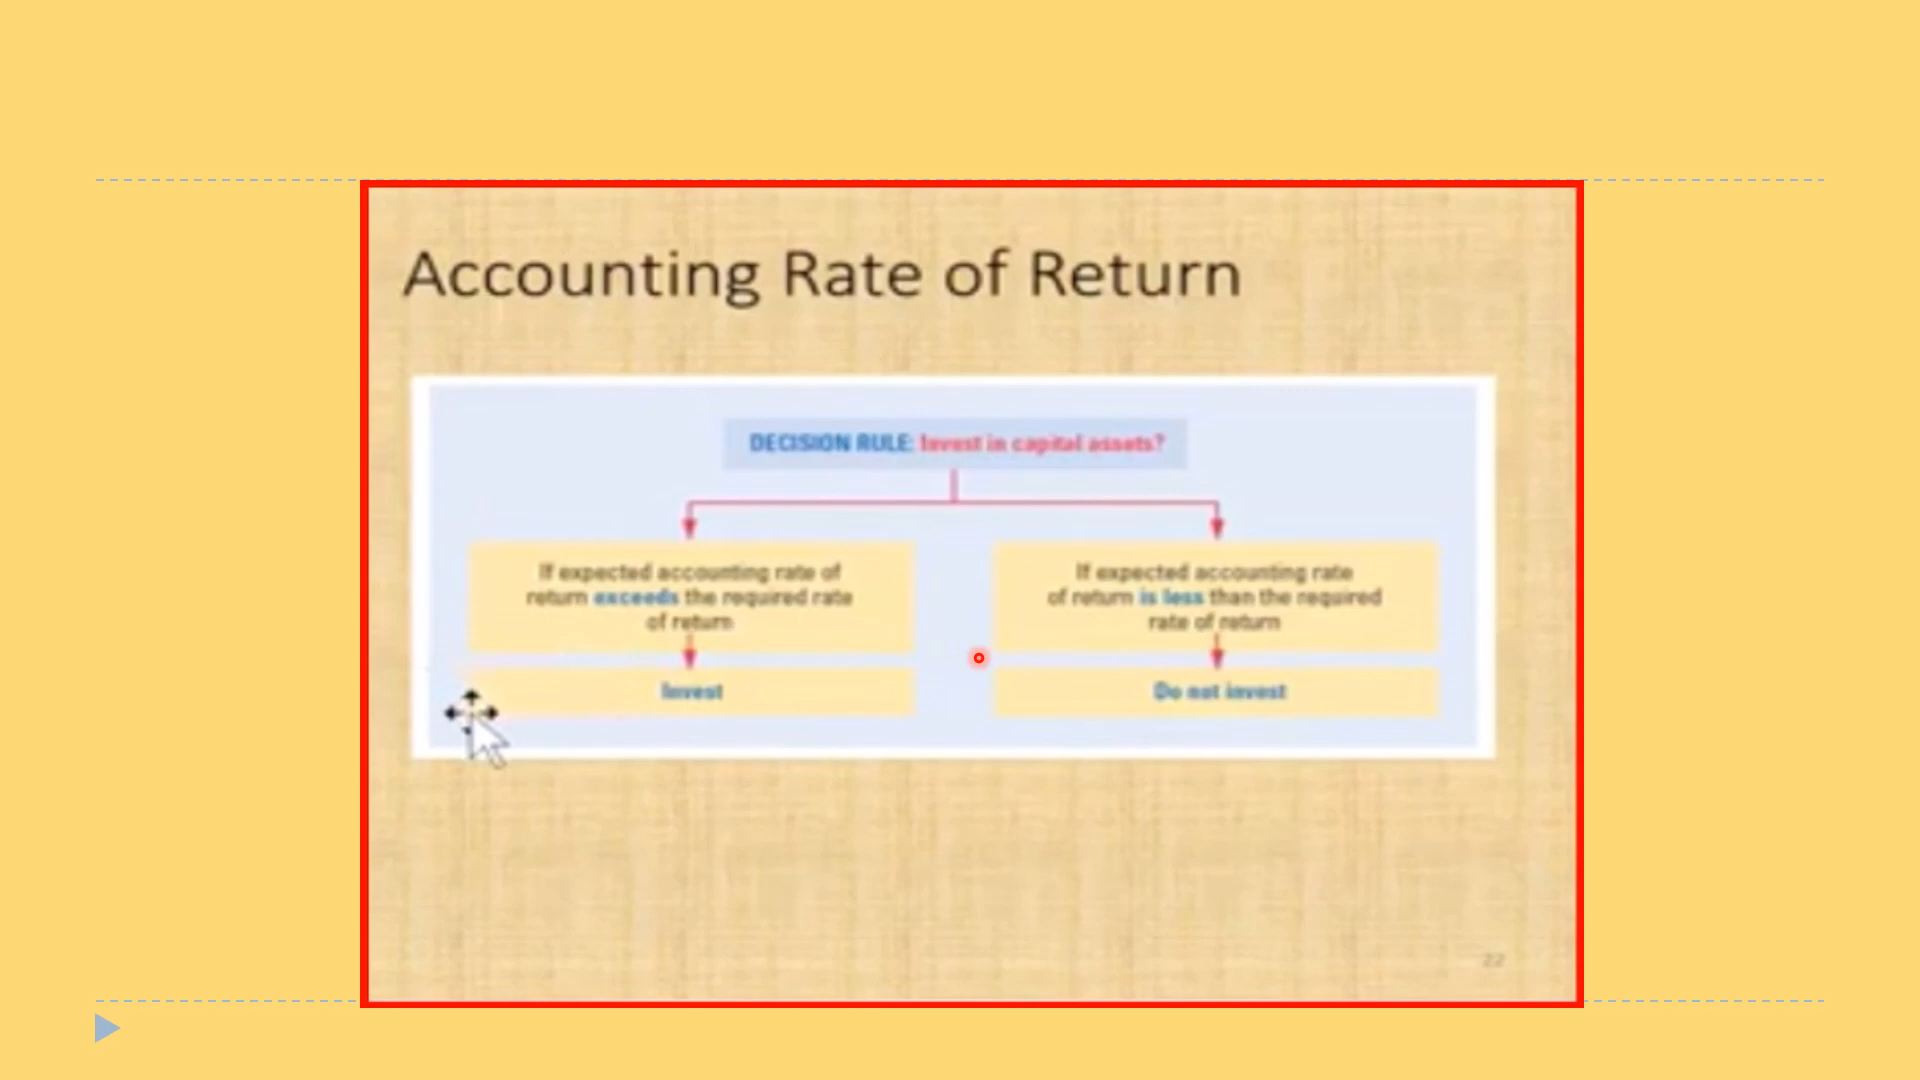 Accounting Rate of Return
DECISION RULE: Invest in capital assets?
If expected accounting rate of
return exceeds the required rate
of return
Invest
If expected accounting rate
of return is less than the required
rate of return
Do not invest
22